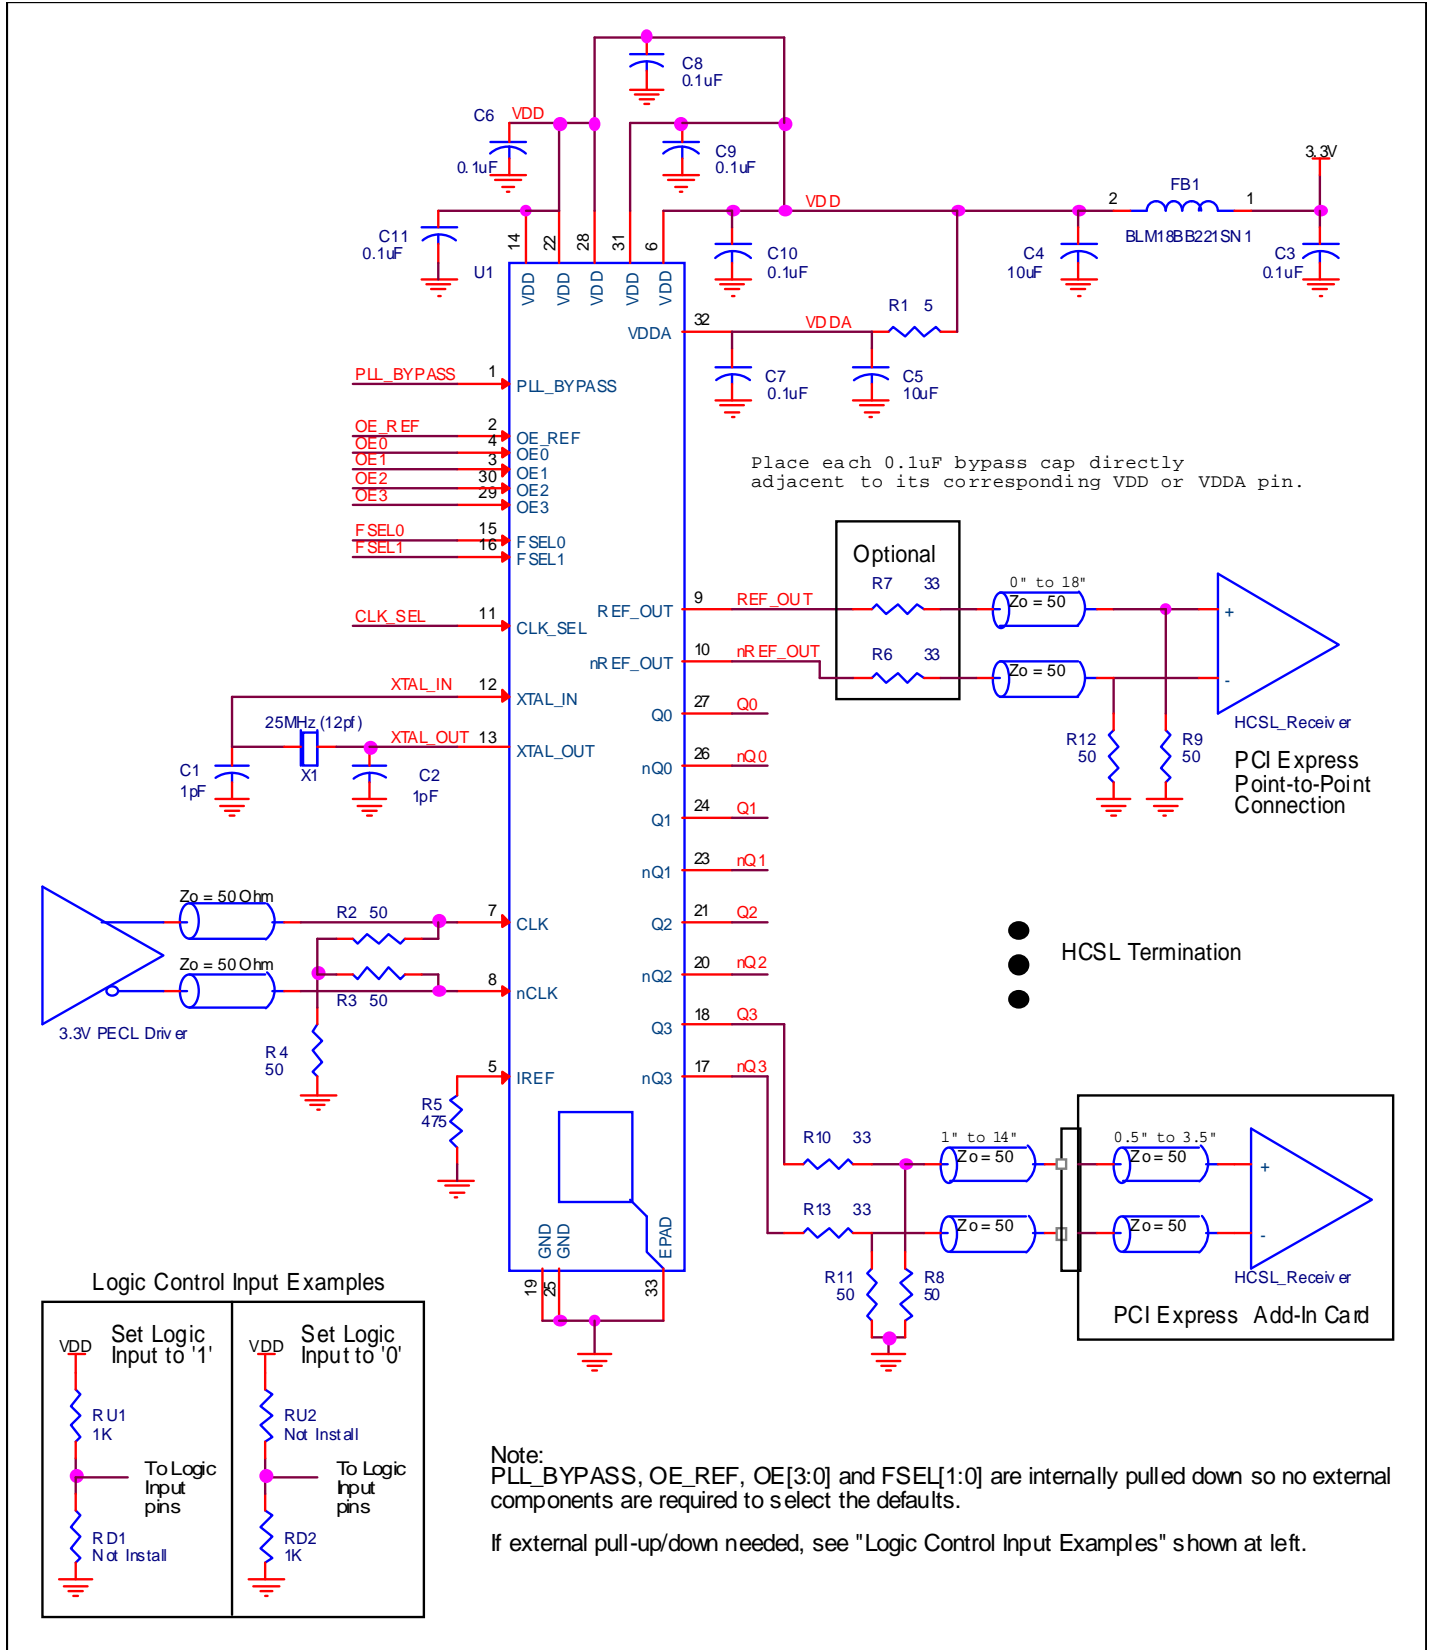 C8
0.1uF
C6
VDD
0.1uF
C9
0.1uF
3.3V
FB1
2
1
VDD
BLM18BB221SN1
C11
0.1uF
14
22
28
31
6
C10
0.1uF
C4
10uF
C3
0.1uF
U1
VDD
VDD
VDD
VDD
VDD
VDDA
32
VDDA
R1 5
C7
0.1uF
C5
10uF
PLL_BYPASS
1
PLL_BYPASS
OE_REF
2
OE_REF
OE0
4
OE0
OE1
3
OE1
OE2
30
OE2
OE3
29
OE3
Place each 0.1uF bypass cap directly
adjacent to its corresponding VDD or VDDA pin.
FSEL0
15
FSEL0
FSEL1
16
FSEL1
Optional
R7 33
0" to 18"
Zo = 50
REF_OUT
9
REF_OUT
+
CLK_SEL
11
CLK_SEL
nREF_OUT
10
nREF_OUT
R6 33
Zo = 50
-
HCSL_Receiver
XTAL_IN
12
XTAL_IN
Q0
27
Q0
25MHz (12pf)
X1
XTAL_OUT
13
XTAL_OUT
C1
1pF
C2
1pF
nQ0
26
nQ0
R12
50
R9
50
PCI Express
Point-to-Point
Connection
Q1
24
Q1
nQ1
23
nQ1
Zo = 50 Ohm
R2 50
7
CLK
Q2
21
Q2
HCSL Termination
Zo = 50 Ohm
R3 50
8
nCLK
nQ2
20
nQ2
3.3V PECL Driver
R4
50
Q3
18
Q3
5
IREF
nQ3
17
nQ3
R5
475
R10 33
1" to 14"
Zo = 50
0.5" to 3.5"
Zo = 50
+
R13 33
Zo = 50
Zo = 50
-
HCSL_Receiver
R11
50
R8
50
PCI Express Add-In Card
GND
GND
EPAD
19
25
33
Logic Control Input Examples
VDD
Set Logic
Input to '1'
RU1
1K
To Logic
Input
pins
RD1
Not Install
VDD
Set Logic
Input to '0'
RU2
Not Install
To Logic
Input
pins
RD2
1K
Note:
PLL_BYPASS, OE_REF, OE[3:0] and FSEL[1:0] are internally pulled down so no external
components are required to select the defaults.
If external pull-up/down needed, see "Logic Control Input Examples" shown at left.